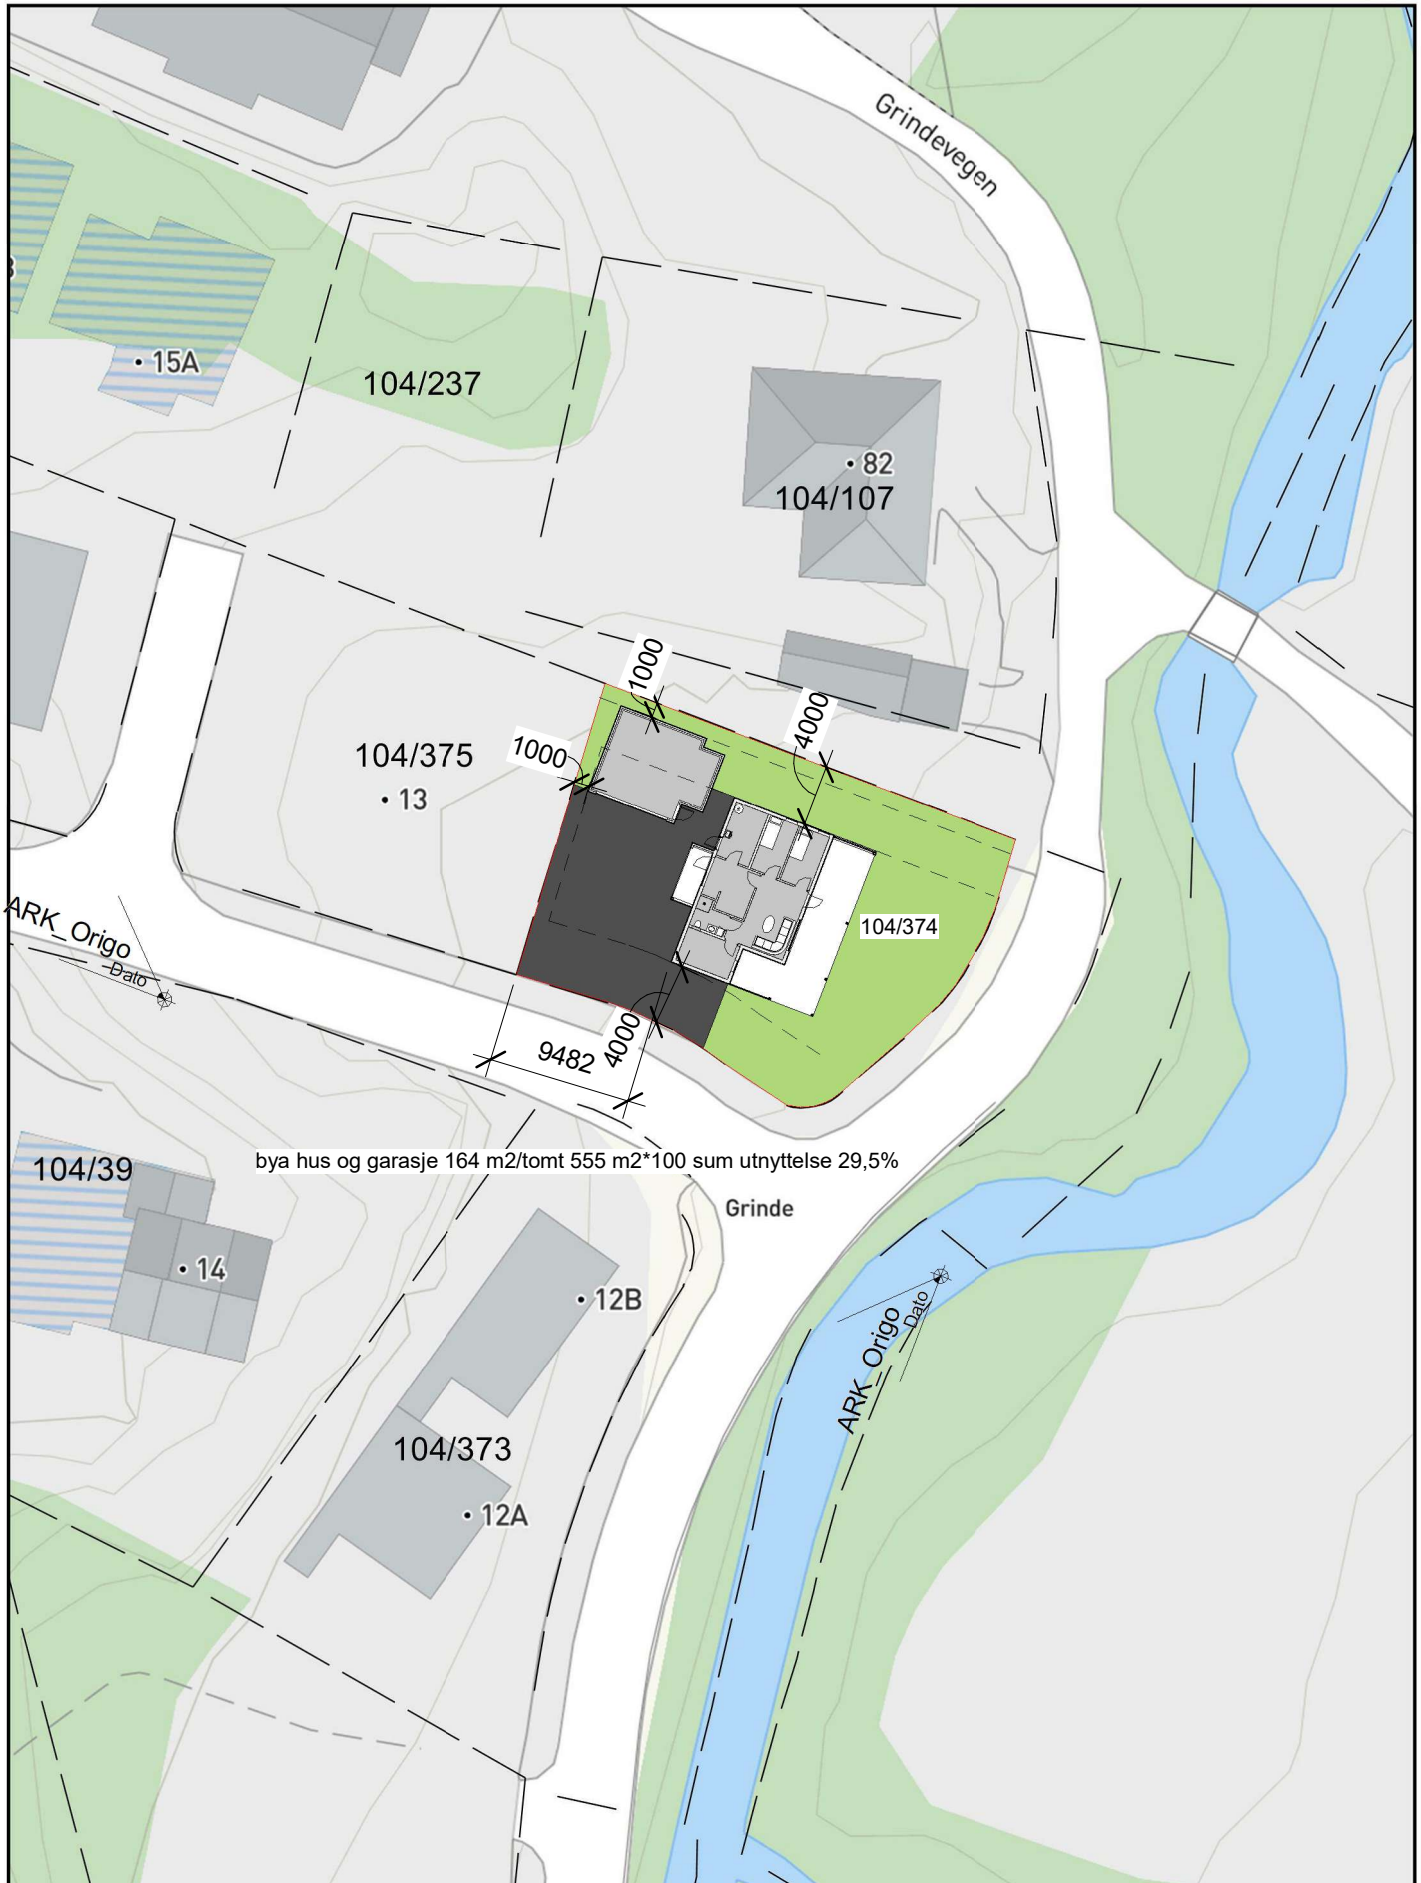 Grindevegen
15A
104/237
82
104/107
1000
4000
1000
104/375
13
104/374
ARK_Origo
Dato
4000
9482
bya hus og garasje 164 m2/tomt 555 m2*100 sum utnyttelse 29,5%
104/39
Grinde
14
12B
Dato
ARK_Origo
104/373
12A